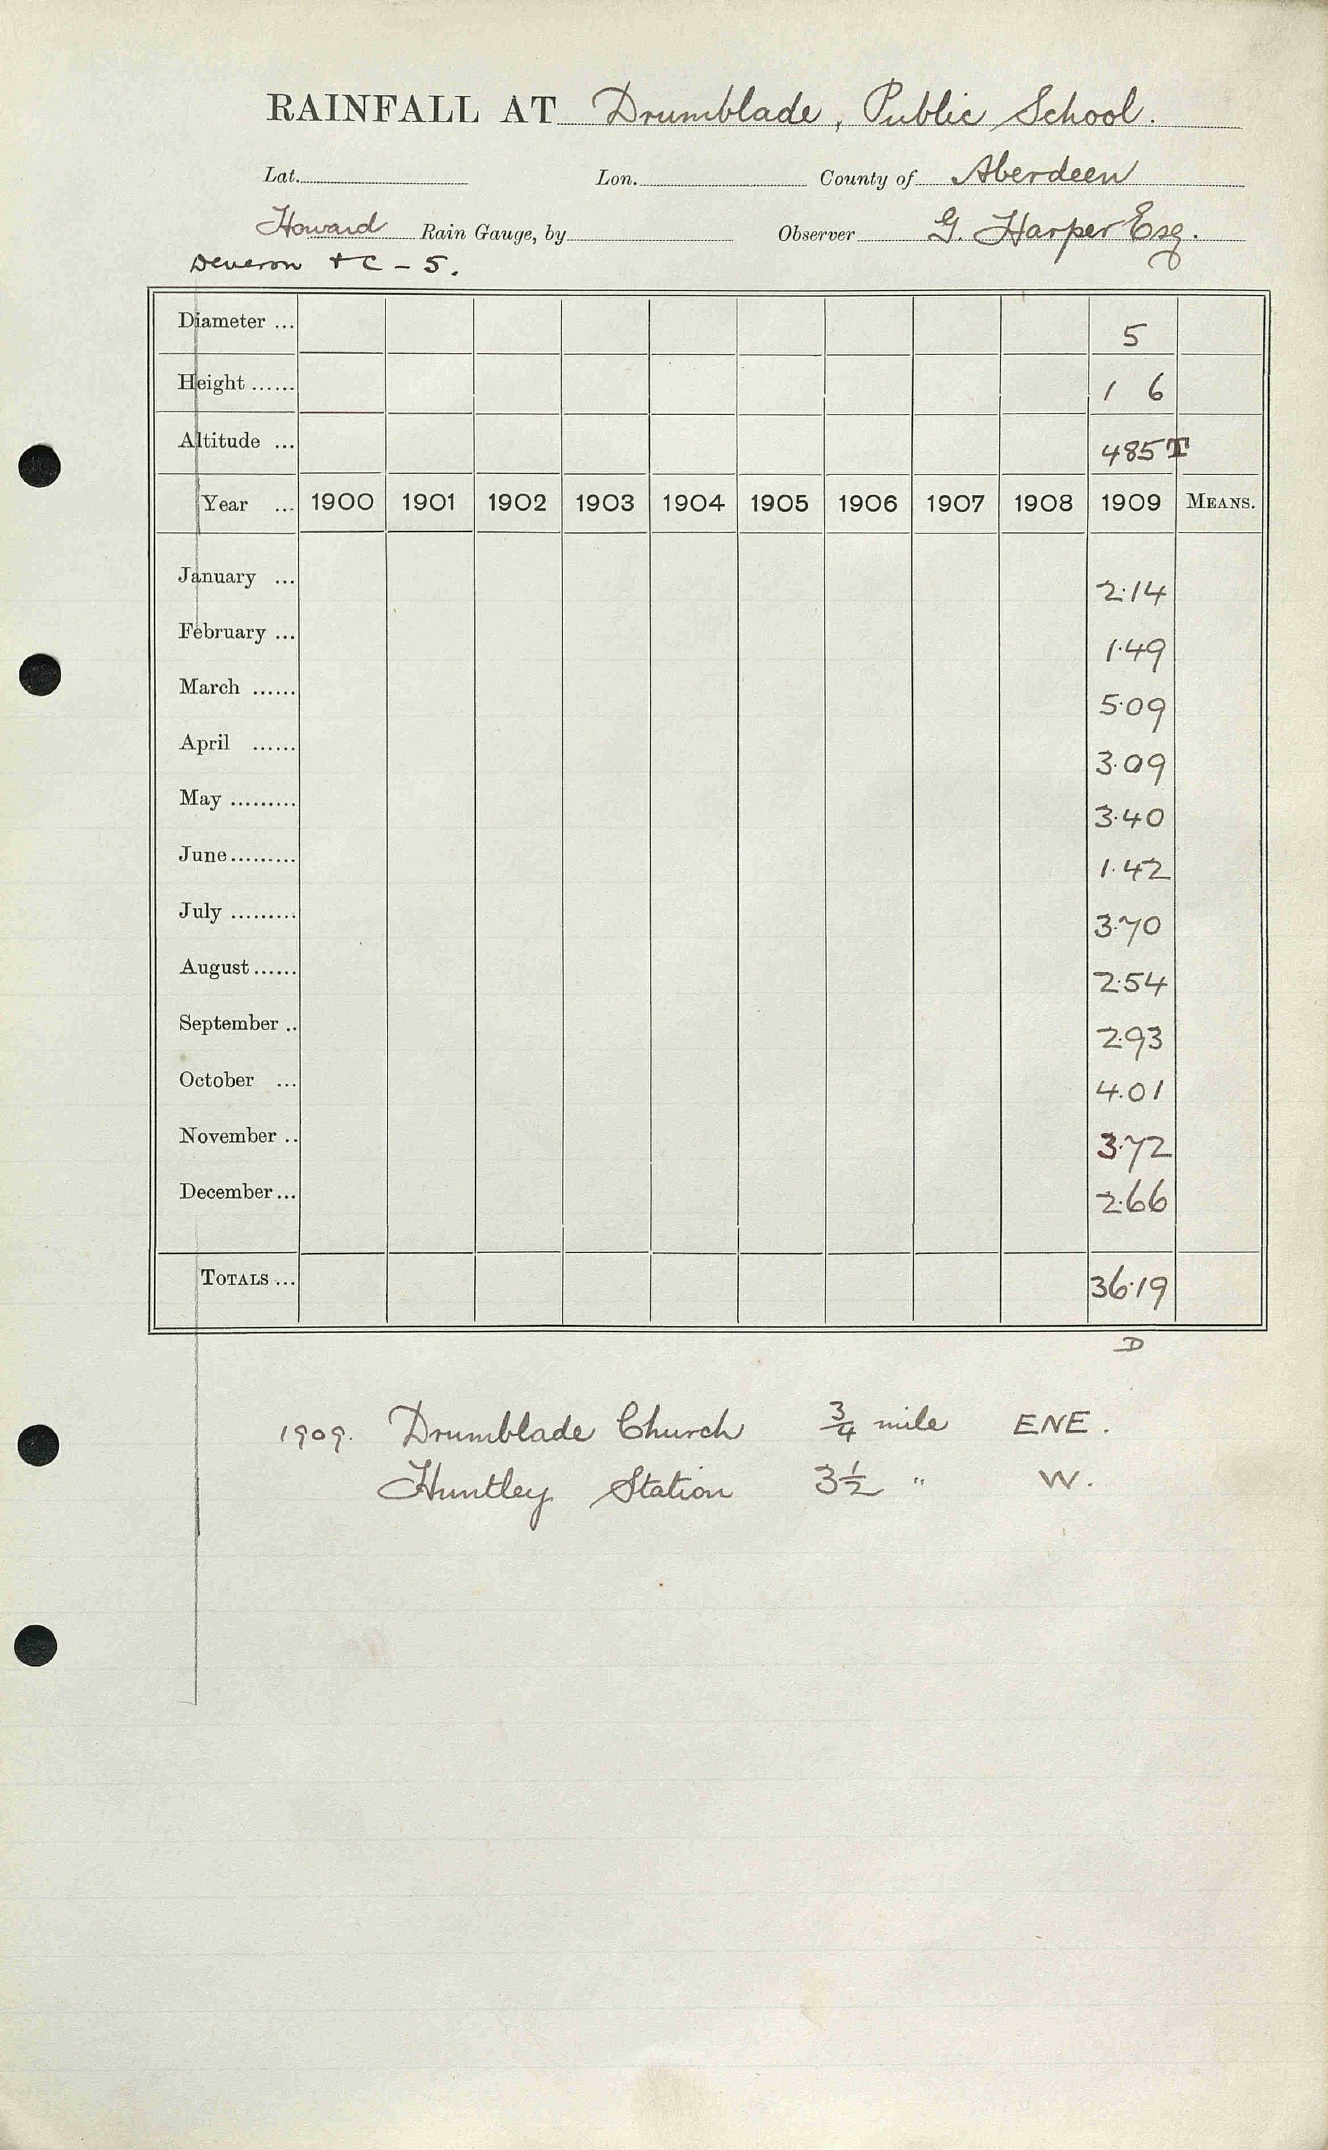 RAINFALL AT Drumblade, Public School.
Lat. Lon. County of Aberdeen
Howard Rain Gauge, by Observer G. Harper Esq.
Deveron + C - 5.
Diameter ... 5
Height ...... 1 6
Altitude ... 485 T
Year ... 1900 1901 1902 1903 1904 1905 1906 1907 1908 1909 MEANS.
January ... 2.14
February ... 1.49
March ...... 5.09
April ...... 3.09
May ......... 3.40
June ......... 1.42
July ......... 3.70
August ...... 2.54
September .. 2.93
October ... 4.01
November .. 3.72
December ... 2.66
TOTALS ... 36.19
D
1909. Drumblade Church 3/4 mile ENE.
Huntley Station 3 1/2 " W.